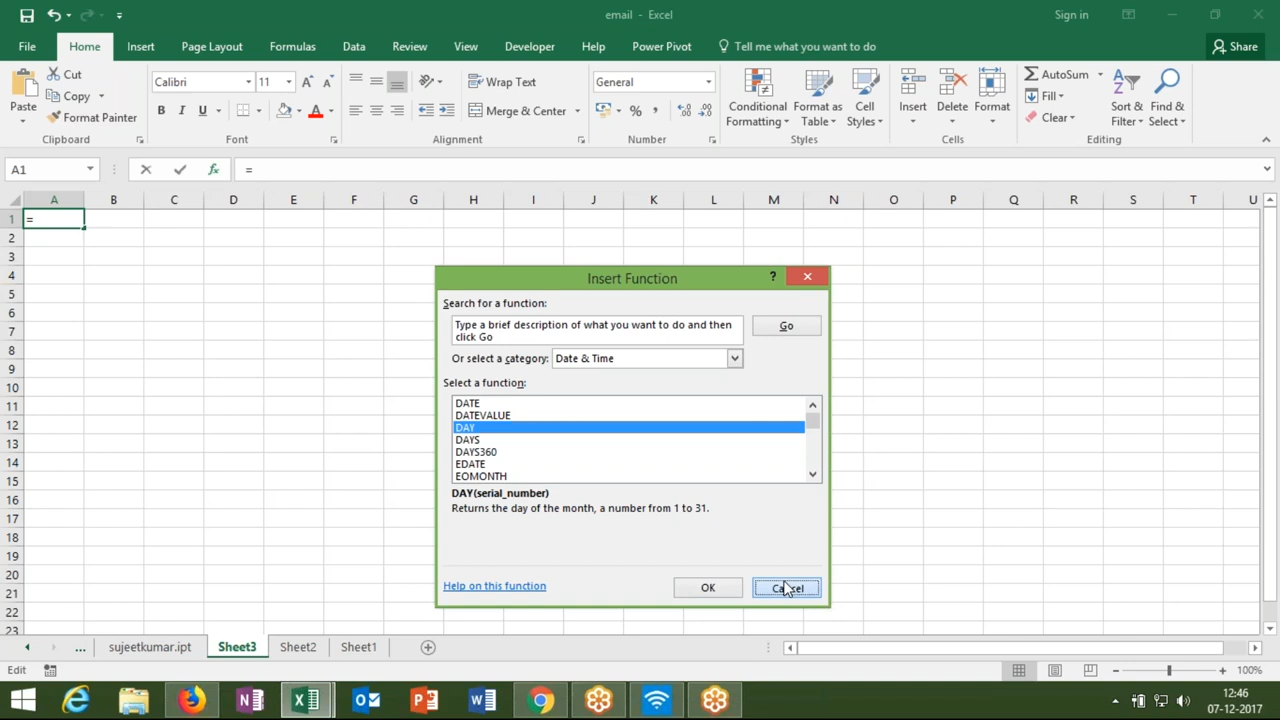 email - Excel
Sign in
File Home Insert Page Layout Formulas Data Review View Developer Help Power Pivot Tell me what you want to do Share
Paste
Cut
Copy
Format Painter
Clipboard
Calibri 11
B I U A
Font
Wrap Text
Merge & Center
Alignment
General
%
Number
Conditional Formatting
Format as Table
Cell Styles
Styles
Insert Delete Format
Cells
AutoSum
Fill
Clear
Sort & Filter
Find & Select
Editing
A1 fx =
A B C D E F G H I J K L M N O P Q R S T U
1 =
2
3
4
5
6
7
8
9
10
11
12
13
14
15
16
17
18
19
20
21
22
23
Insert Function
?
Search for a function:
Type a brief description of what you want to do and then
click Go
Go
Or select a category: Date & Time
Select a function:
DATE
DATEVALUE
DAY
DAYS
DAYS360
EDATE
EOMONTH
DAY(serial_number)
Returns the day of the month, a number from 1 to 31.
Help on this function
OK
Cancel
... sujeetkumar.ipt Sheet3 Sheet2 Sheet1
Edit
100%
12:46
07-12-2017